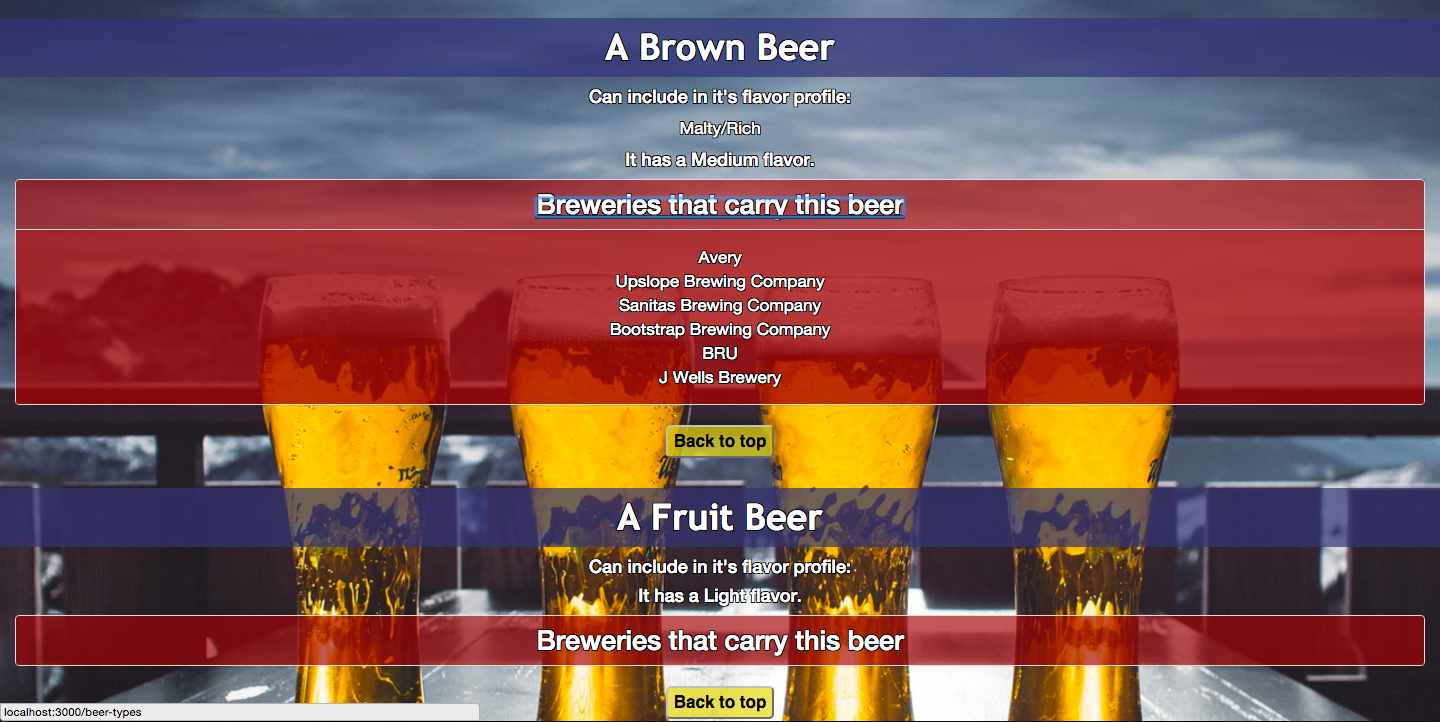 A Brown Beer
Can include in it's flavor profile:
Malty/Rich
It has a Medium flavor.
Breweries that carry this beer
Avery
Upslope Brewing Company
Sanitas Brewing Company
Bootstrap Brewing Company
BRU
J Wells Brewery
Back to top
A Fruit Beer
Can include in it's flavor profile:
It has a Light flavor.
Breweries that carry this beer
Back to top
localhost:3000/beer-types